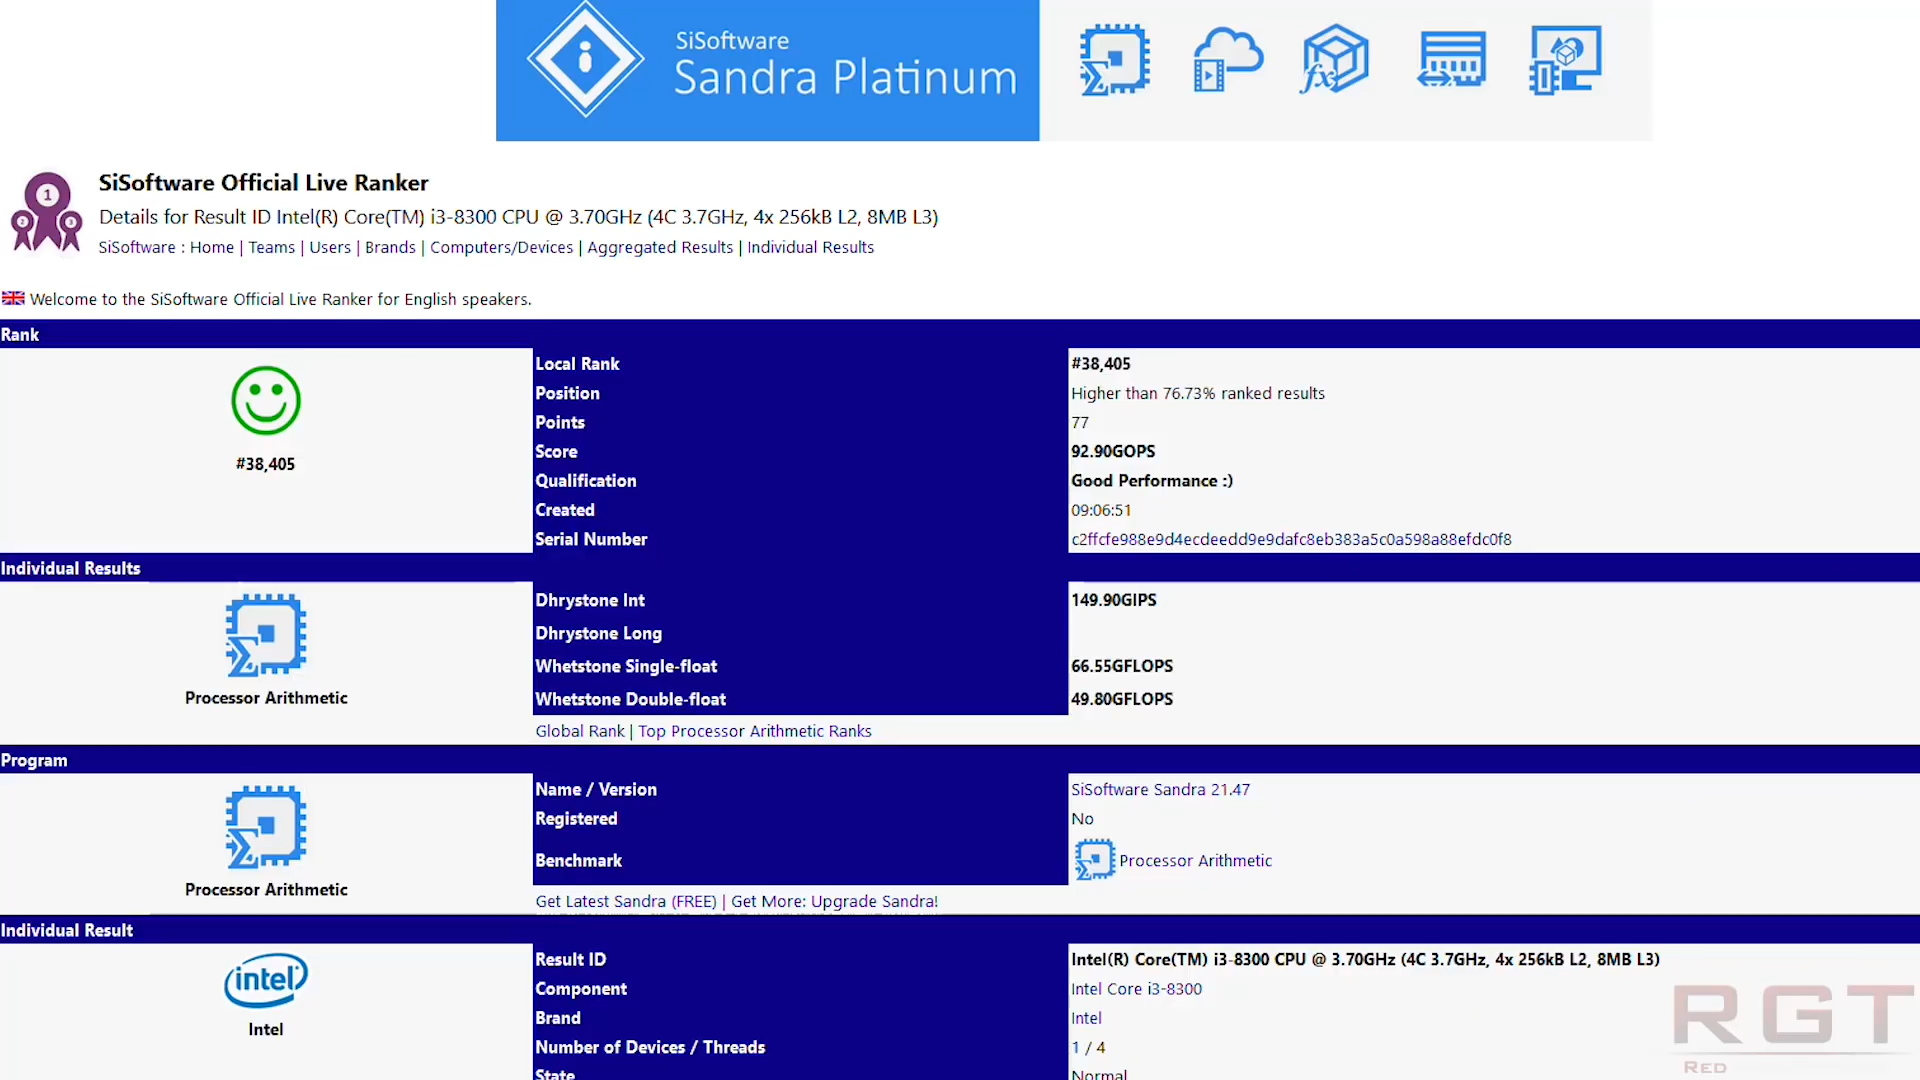 SiSoftware
Sandra Platinum
SiSoftware Official Live Ranker
Details for Result ID Intel(R) Core(TM) i3-8300 CPU @ 3.70GHz (4C 3.7GHz, 4x 256kB L2, 8MB L3)
SiSoftware : Home | Teams | Users | Brands | Computers/Devices | Aggregated Results | Individual Results
Welcome to the SiSoftware Official Live Ranker for English speakers.
Rank
#38,405
Local Rank #38,405
Position Higher than 76.73% ranked results
Points 77
Score 92.90GOPS
Qualification Good Performance :)
Created 09:06:51
Serial Number c2ffcfe988e9d4ecdeedd9e9dafc8eb383a5c0a598a88efdc0f8
Individual Results
Processor Arithmetic
Dhrystone Int 149.90GIPS
Dhrystone Long
Whetstone Single-float 66.55GFLOPS
Whetstone Double-float 49.80GFLOPS
Global Rank | Top Processor Arithmetic Ranks
Program
Processor Arithmetic
Name / Version SiSoftware Sandra 21.47
Registered No
Benchmark Processor Arithmetic
Get Latest Sandra (FREE) | Get More: Upgrade Sandra!
Individual Result
intel
Intel
Result ID Intel(R) Core(TM) i3-8300 CPU @ 3.70GHz (4C 3.7GHz, 4x 256kB L2, 8MB L3)
Component Intel Core i3-8300
Brand Intel
Number of Devices / Threads 1 / 4
State Normal
RGT
RED